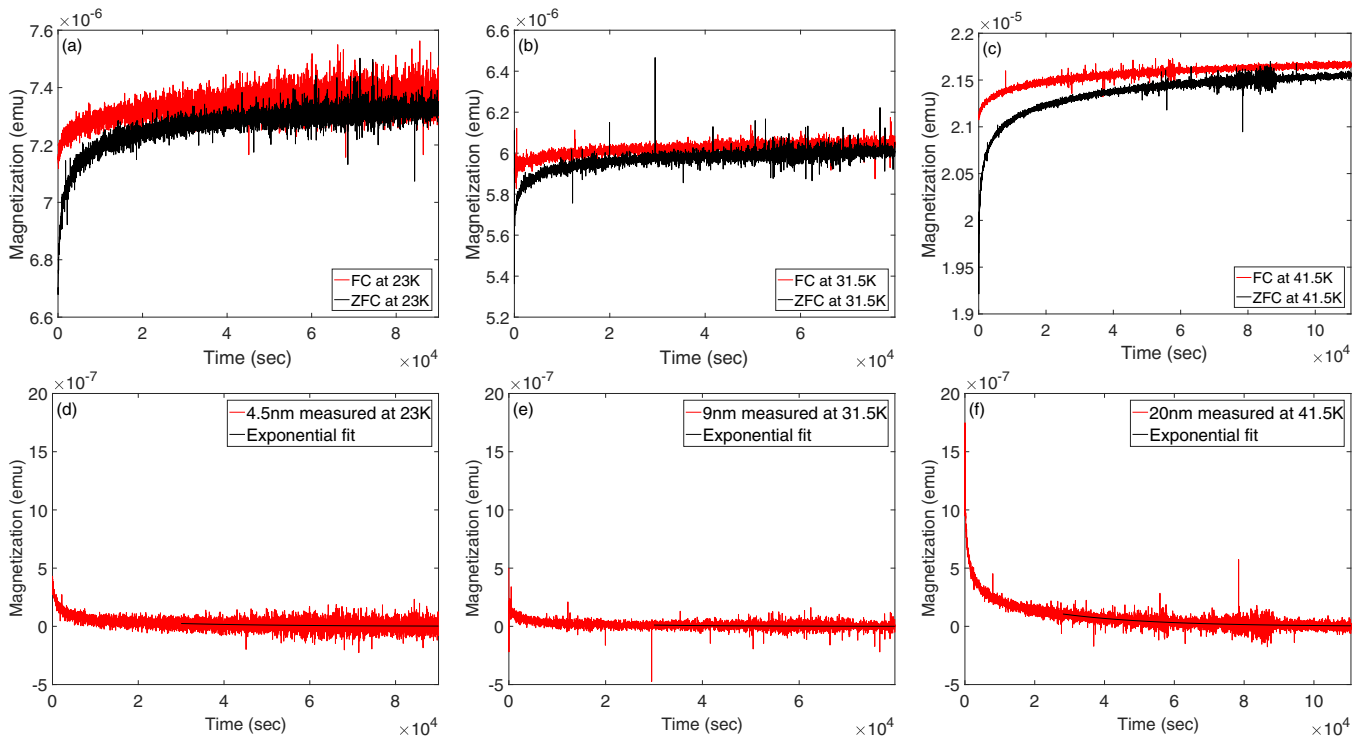 ×10⁻⁶
(a)
7.6
7.4
7.2
7
6.8
6.6
Magnetization (emu)
FC at 23K
ZFC at 23K
0 2 4 6 8
Time (sec)
×10⁴
×10⁻⁶
(b)
6.6
6.4
6.2
6
5.8
5.6
5.4
5.2
Magnetization (emu)
FC at 31.5K
ZFC at 31.5K
0 2 4 6
Time (sec)
×10⁴
×10⁻⁵
(c)
2.2
2.15
2.1
2.05
2
1.95
1.9
Magnetization (emu)
FC at 41.5K
ZFC at 41.5K
0 2 4 6 8 10
Time (sec)
×10⁴
×10⁻⁷
(d)
20
15
10
5
0
-5
Magnetization (emu)
4.5nm measured at 23K
Exponential fit
0 2 4 6 8
Time (sec)
×10⁴
×10⁻⁷
(e)
20
15
10
5
0
-5
Magnetization (emu)
9nm measured at 31.5K
Exponential fit
0 2 4 6
Time (sec)
×10⁴
×10⁻⁷
(f)
20
15
10
5
0
-5
Magnetization (emu)
20nm measured at 41.5K
Exponential fit
0 2 4 6 8 10
Time (sec)
×10⁴